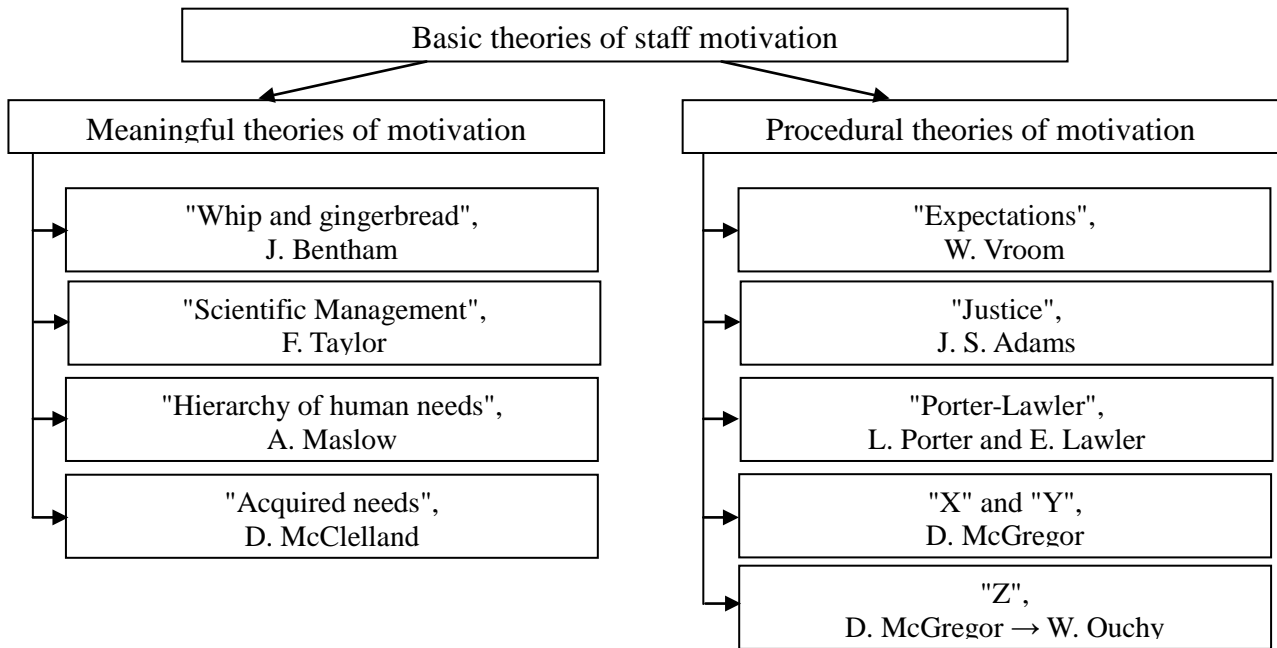 Basic theories of staff motivation
Meaningful theories of motivation
"Whip and gingerbread",
J. Bentham
"Scientific Management",
F. Taylor
"Hierarchy of human needs",
A. Maslow
"Acquired needs",
D. McClelland
Procedural theories of motivation
"Expectations",
W. Vroom
"Justice",
J. S. Adams
"Porter-Lawler",
L. Porter and E. Lawler
"X" and "Y",
D. McGregor
"Z",
D. McGregor → W. Ouchy